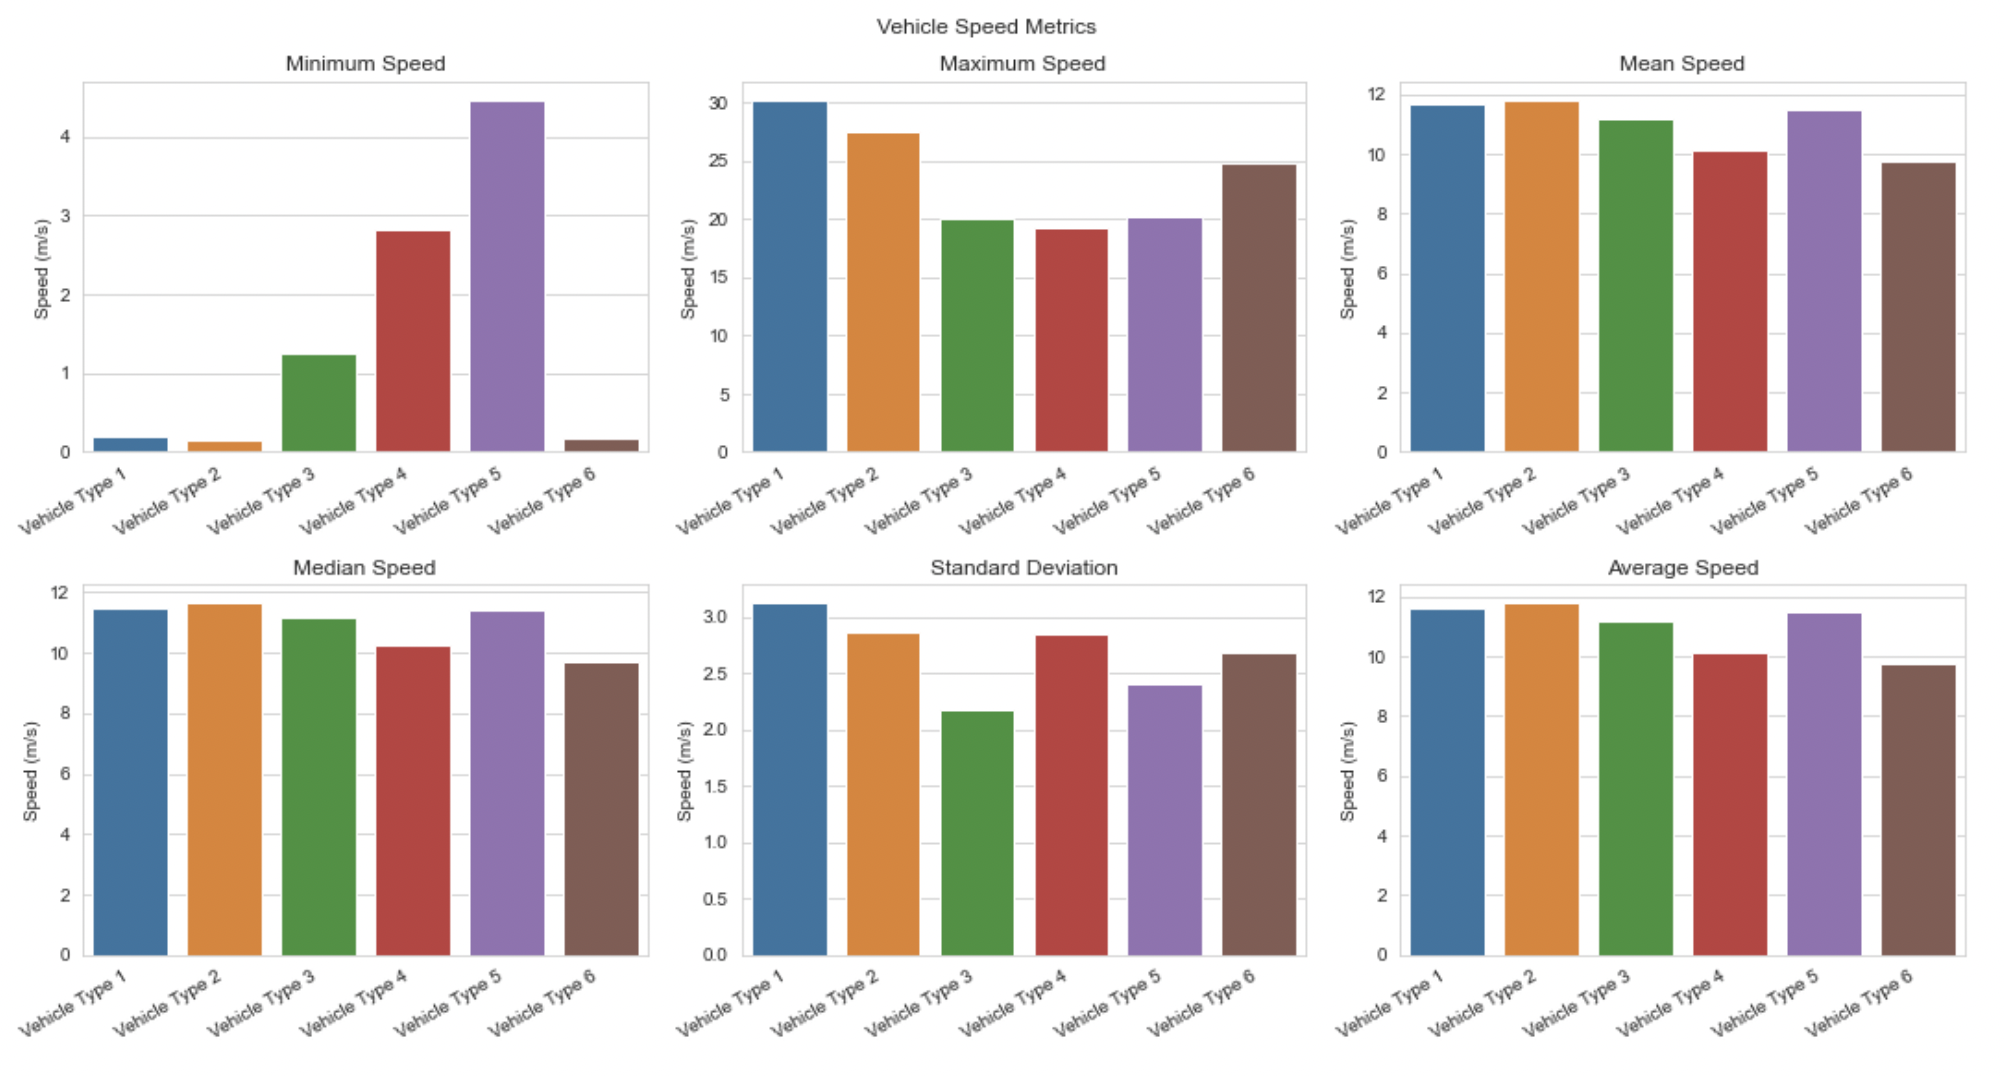 Vehicle Speed Metrics
Minimum Speed
Speed (m/s)
4
3
2
1
0
Vehicle Type 1
Vehicle Type 2
Vehicle Type 3
Vehicle Type 4
Vehicle Type 5
Vehicle Type 6
Maximum Speed
Speed (m/s)
30
25
20
15
10
5
0
Vehicle Type 1
Vehicle Type 2
Vehicle Type 3
Vehicle Type 4
Vehicle Type 5
Vehicle Type 6
Mean Speed
Speed (m/s)
12
10
8
6
4
2
0
Vehicle Type 1
Vehicle Type 2
Vehicle Type 3
Vehicle Type 4
Vehicle Type 5
Vehicle Type 6
Median Speed
Speed (m/s)
12
10
8
6
4
2
0
Vehicle Type 1
Vehicle Type 2
Vehicle Type 3
Vehicle Type 4
Vehicle Type 5
Vehicle Type 6
Standard Deviation
Speed (m/s)
3.0
2.5
2.0
1.5
1.0
0.5
0.0
Vehicle Type 1
Vehicle Type 2
Vehicle Type 3
Vehicle Type 4
Vehicle Type 5
Vehicle Type 6
Average Speed
Speed (m/s)
12
10
8
6
4
2
0
Vehicle Type 1
Vehicle Type 2
Vehicle Type 3
Vehicle Type 4
Vehicle Type 5
Vehicle Type 6